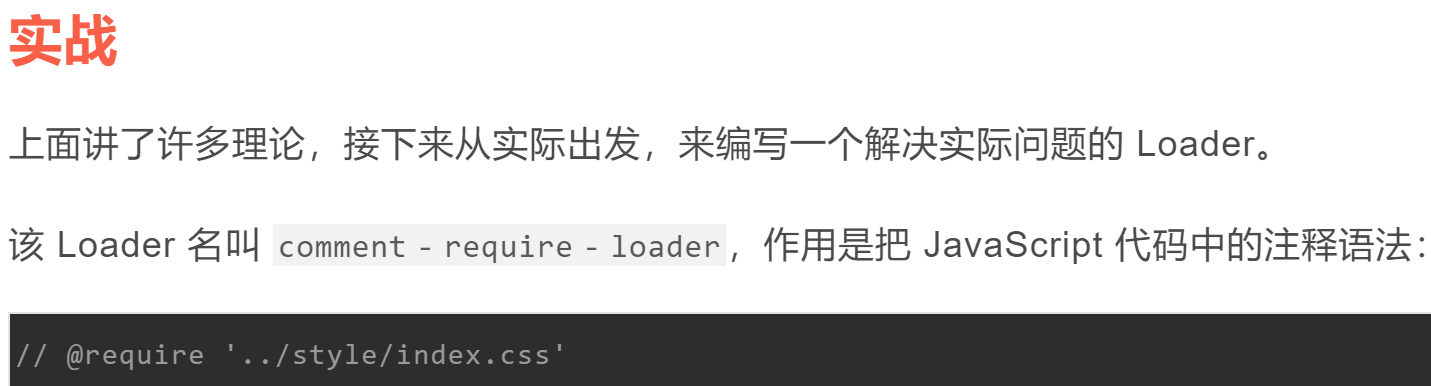 实战
上面讲了许多理论，接下来从实际出发，来编写一个解决实际问题的 Loader。
该 Loader 名叫 comment - require - loader，作用是把 JavaScript 代码中的注释语法：
// @require '../style/index.css'